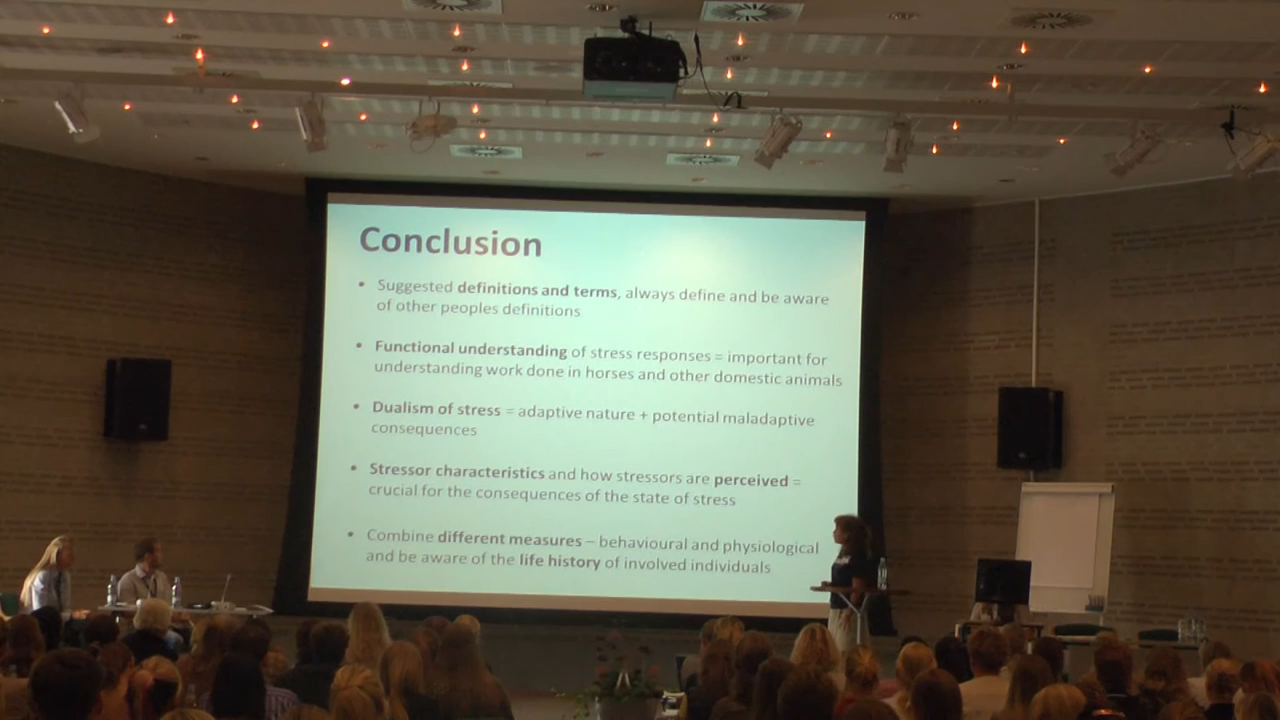 Conclusion
• Suggested definitions and terms, always define and be aware
of other peoples definitions
• Functional understanding of stress responses = important for
understanding work done in horses and other domestic animals
• Dualism of stress = adaptive nature + potential maladaptive
consequences
• Stressor characteristics and how stressors are perceived =
crucial for the consequences of the state of stress
• Combine different measures – behavioural and physiological
and be aware of the life history of involved individuals